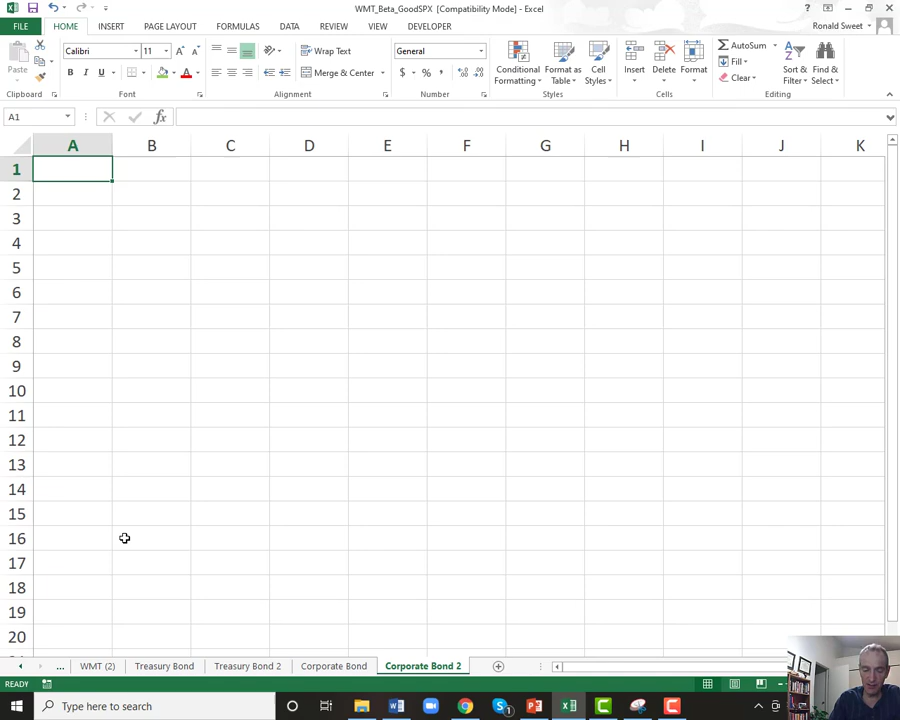 WMT_Beta_GoodSPX [Compatibility Mode] - Excel
FILE HOME INSERT PAGE LAYOUT FORMULAS DATA REVIEW VIEW DEVELOPER Ronald Sweet
Calibri 11 Wrap Text General AutoSum
Paste Conditional Formatting Format as Table Cell Styles Insert Delete Format Fill Sort & Filter Find & Select
B I U Merge & Center $ % , Clear
Clipboard Font Alignment Number Styles Cells Editing
A1 fx
A B C D E F G H I J K
1
2
3
4
5
6
7
8
9
10
11
12
13
14
15
16
17
18
19
20
... WMT (2) Treasury Bond Treasury Bond 2 Corporate Bond Corporate Bond 2
READY
Type here to search